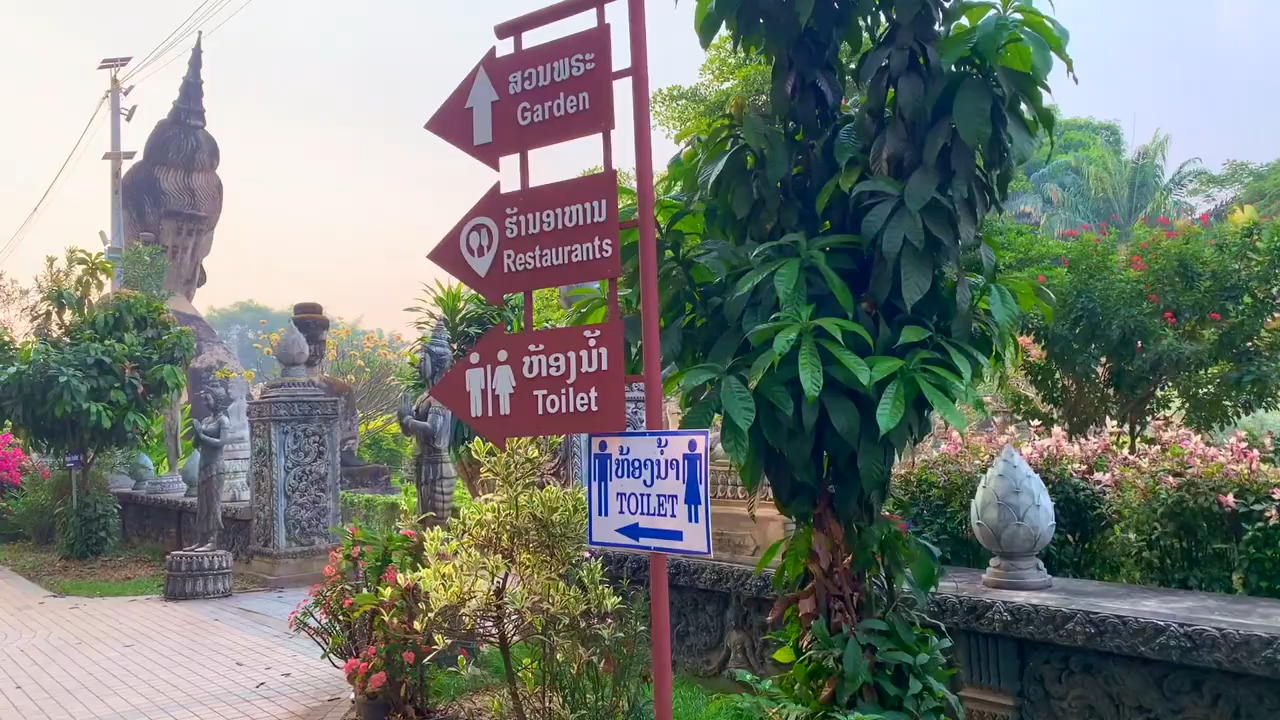 ສວນພຣະ
Garden
ຮ້ານອາຫານ
Restaurants
ຫ້ອງນ້ຳ
Toilet
ຫ້ອງນ້ຳ
TOILET